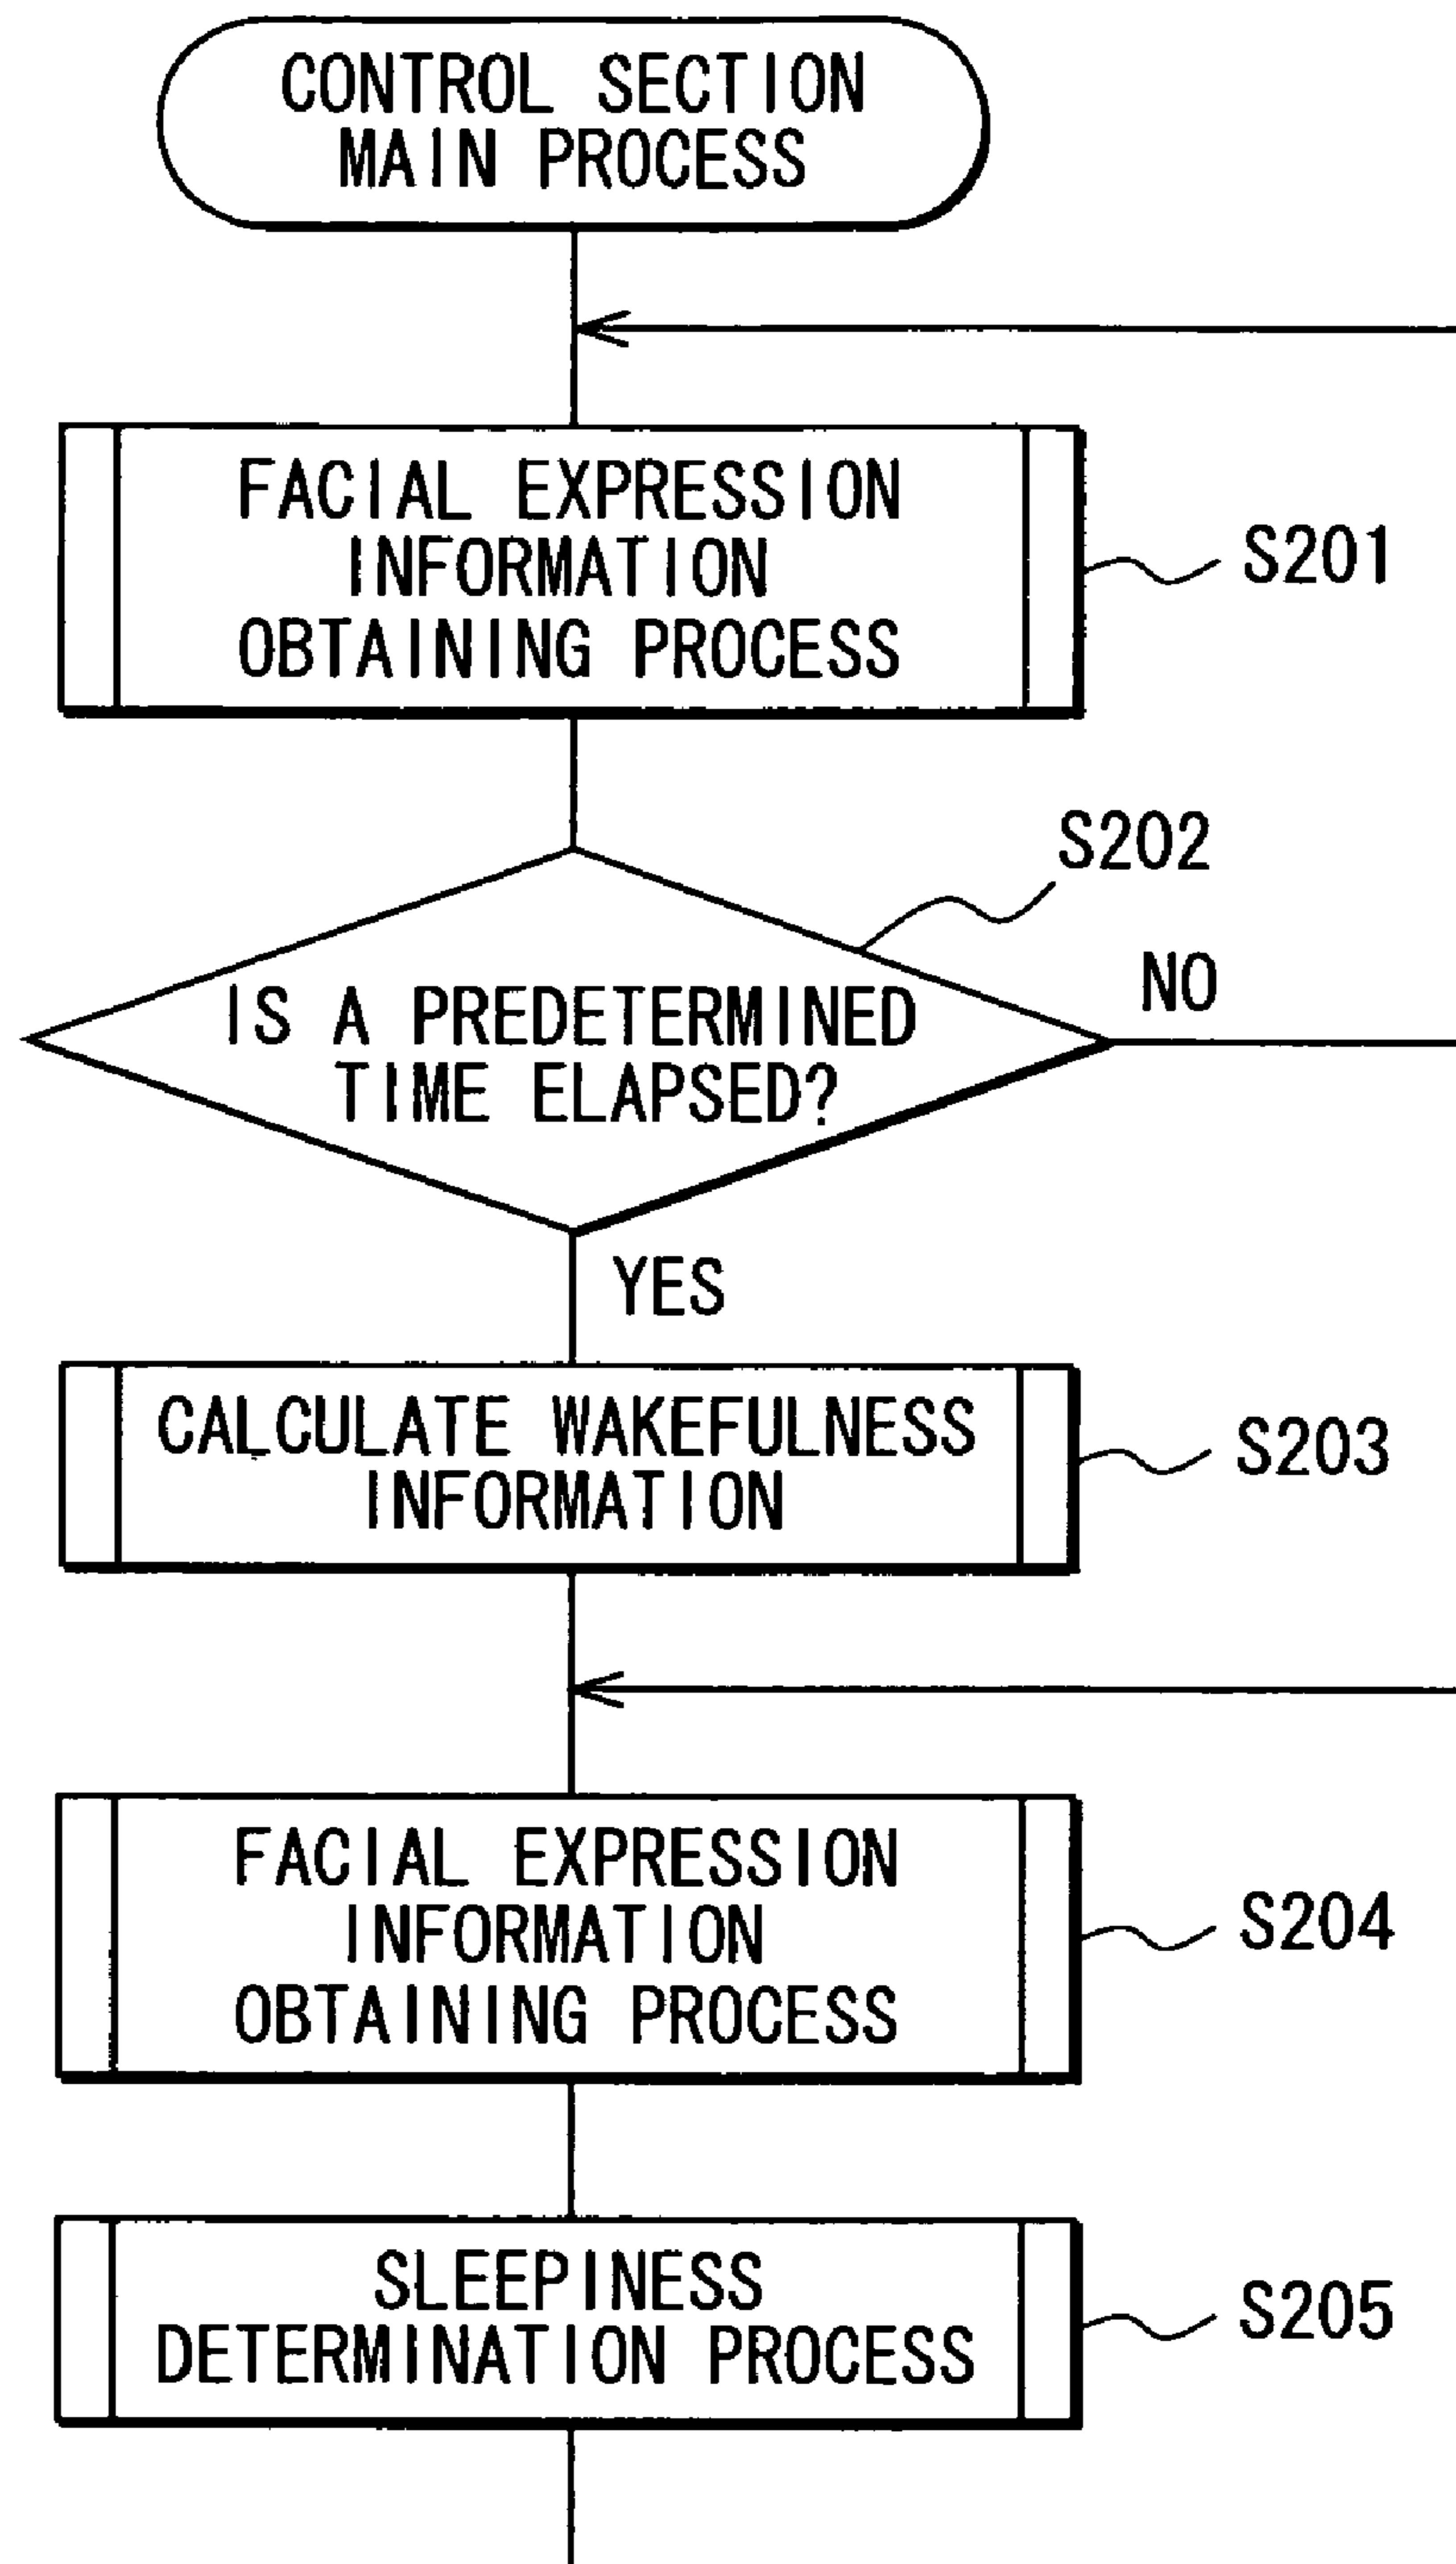 CONTROL SECTION
MAIN PROCESS
FACIAL EXPRESSION
INFORMATION
OBTAINING PROCESS
S201
S202
IS A PREDETERMINED
TIME ELAPSED?
NO
YES
CALCULATE WAKEFULNESS
INFORMATION
S203
FACIAL EXPRESSION
INFORMATION
OBTAINING PROCESS
S204
SLEEPINESS
DETERMINATION PROCESS
S205